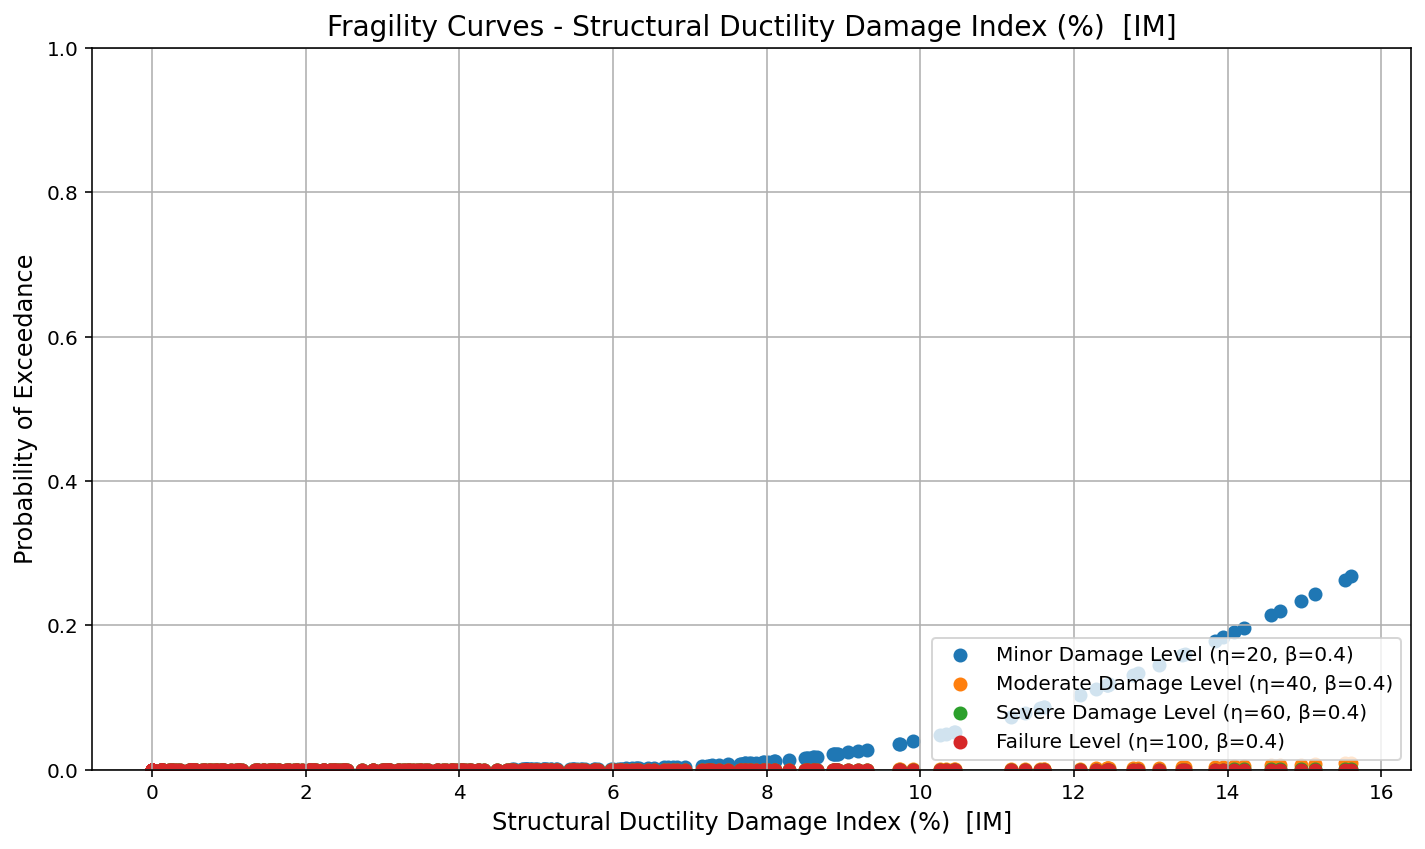 Fragility Curves - Structural Ductility Damage Index (%)  [IM]
Probability of Exceedance
1.0
0.8
0.6
0.4
0.2
0.0
Minor Damage Level (η=20, β=0.4)
Moderate Damage Level (η=40, β=0.4)
Severe Damage Level (η=60, β=0.4)
Failure Level (η=100, β=0.4)
0 2 4 6 8 10 12 14 16
Structural Ductility Damage Index (%)  [IM]